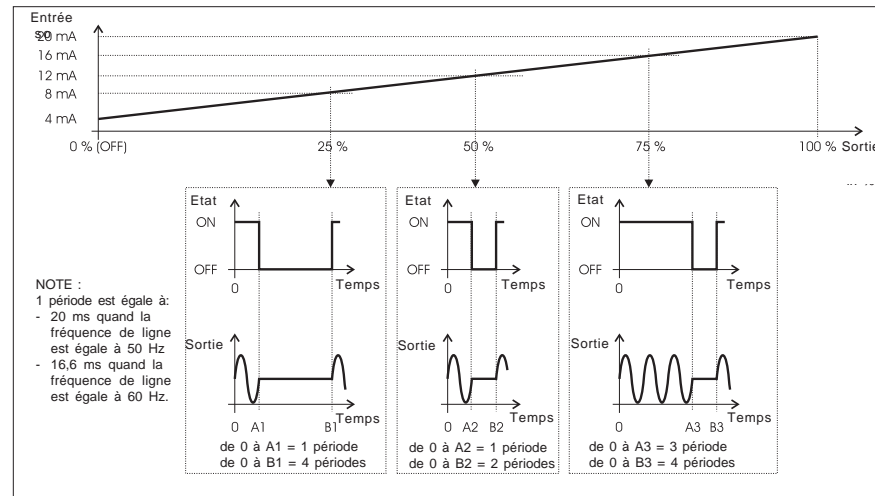 Entrée
20 mA
16 mA
12 mA
8 mA
4 mA
0 % (OFF) 25 % 50 % 75 % 100 % Sortie
Etat Etat Etat
ON ON ON
OFF OFF OFF
0 Temps 0 Temps 0 Temps
NOTE :
1 période est égale à:
- 20 ms quand la
fréquence de ligne
est égale à 50 Hz
- 16,6 ms quand la
fréquence de ligne
est égale à 60 Hz.
Sortie Sortie Sortie
Temps Temps Temps
0 A1 B1 0 A2 B2 0 A3 B3
de 0 à A1 = 1 période
de 0 à B1 = 4 périodes
de 0 à A2 = 1 période
de 0 à B2 = 2 périodes
de 0 à A3 = 3 période
de 0 à B3 = 4 périodes